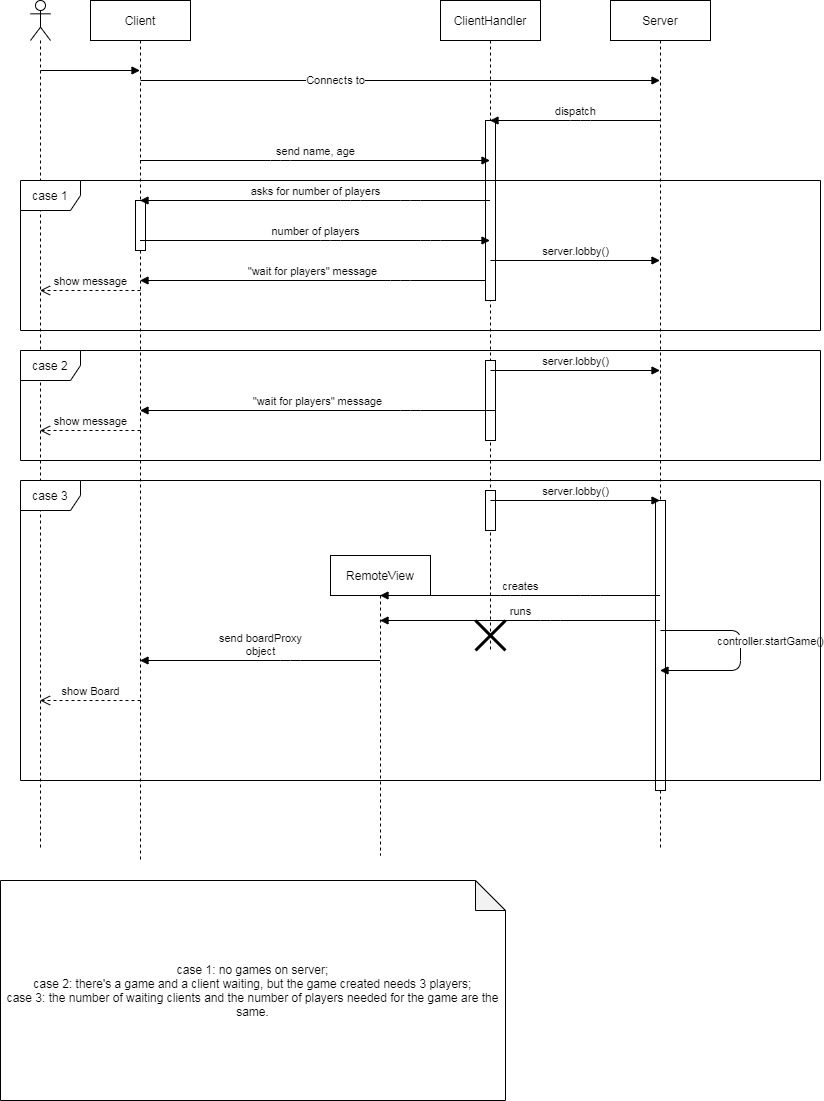 Client
ClientHandler
Server
Connects to
dispatch
send name, age
case 1
asks for number of players
number of players
server.lobby()
"wait for players" message
show message
case 2
server.lobby()
"wait for players" message
show message
case 3
server.lobby()
RemoteView
creates
runs
send boardProxy
object
controller.startGame()
show Board
case 1: no games on server;
case 2: there's a game and a client waiting, but the game created needs 3 players;
case 3: the number of waiting clients and the number of players needed for the game are the
same.